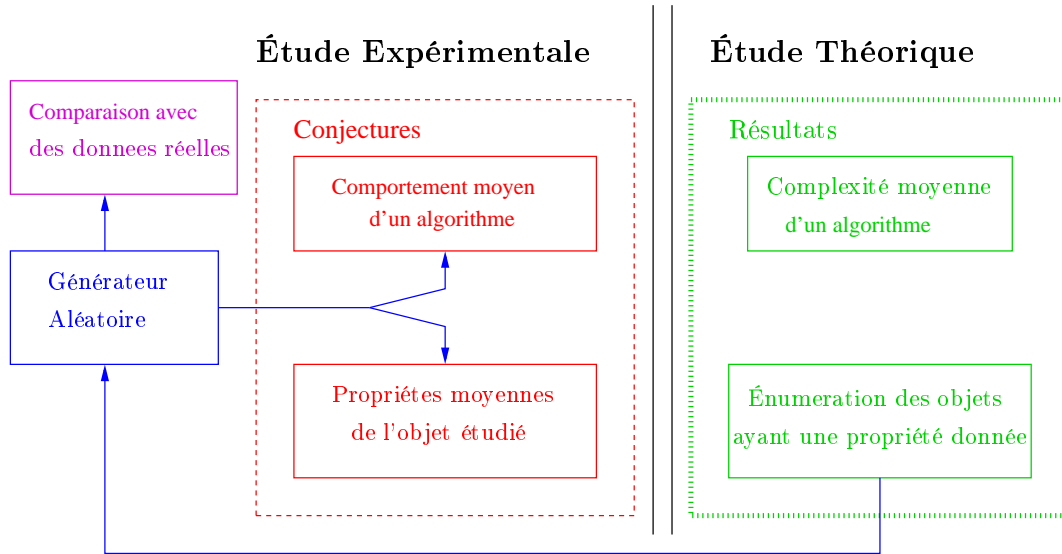 Étude Expérimentale
Étude Théorique
Comparaison avec
des donnees réelles
Conjectures
Résultats
Comportement moyen
d'un algorithme
Complexité moyenne
d'un algorithme
Générateur
Aléatoire
Propriétes moyennes
de l'objet étudié
Énumeration des objets
ayant une propriété donnée